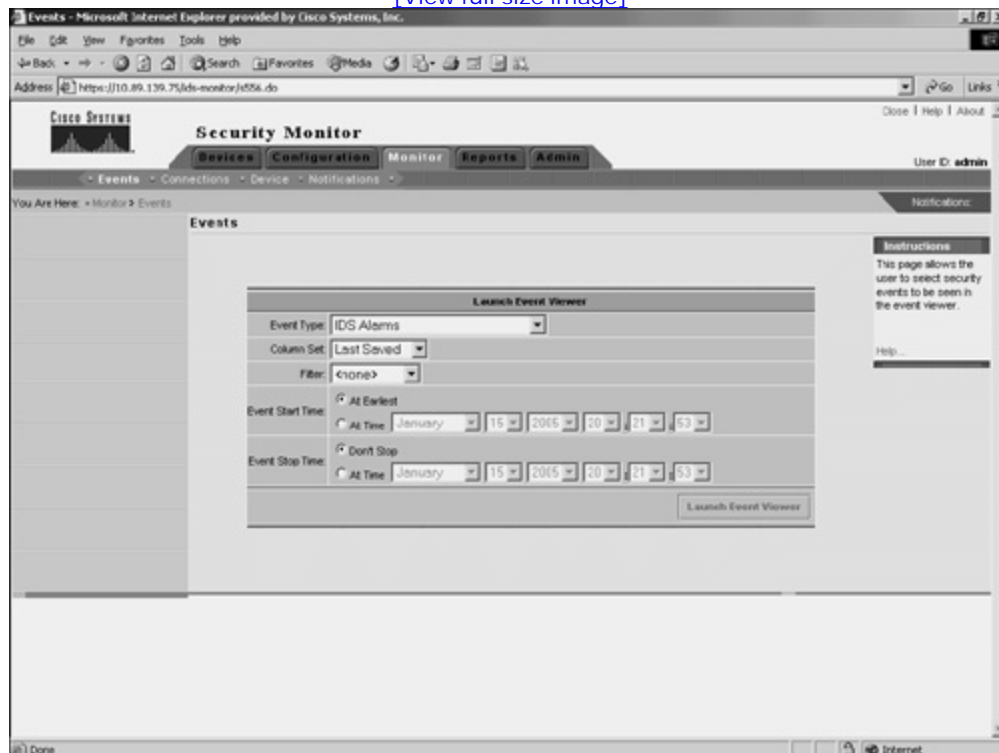 [View full size image]
Events - Microsoft Internet Explorer provided by Cisco Systems, Inc.
File Edit View Favorites Tools Help
Back Search Favorites Media
Address https://10.89.139.75/ids-monitor/s556.do Go Links
Close | Help | About
Cisco Systems
Security Monitor
Devices Configuration Monitor Reports Admin
User ID: admin
Events Connections Device Notifications
You Are Here: Monitor > Events
Notifications:
Events
Instructions
This page allows the
user to select security
events to be seen in
the event viewer.
Help...
Launch Event Viewer
Event Type: IDS Alarms
Column Set: Last Saved
Filter: <none>
Event Start Time: At Earliest
At Time January 15 2005 20 : 21 : 53
Event Stop Time: Don't Stop
At Time January 15 2005 20 : 21 : 53
Launch Event Viewer
Done Internet